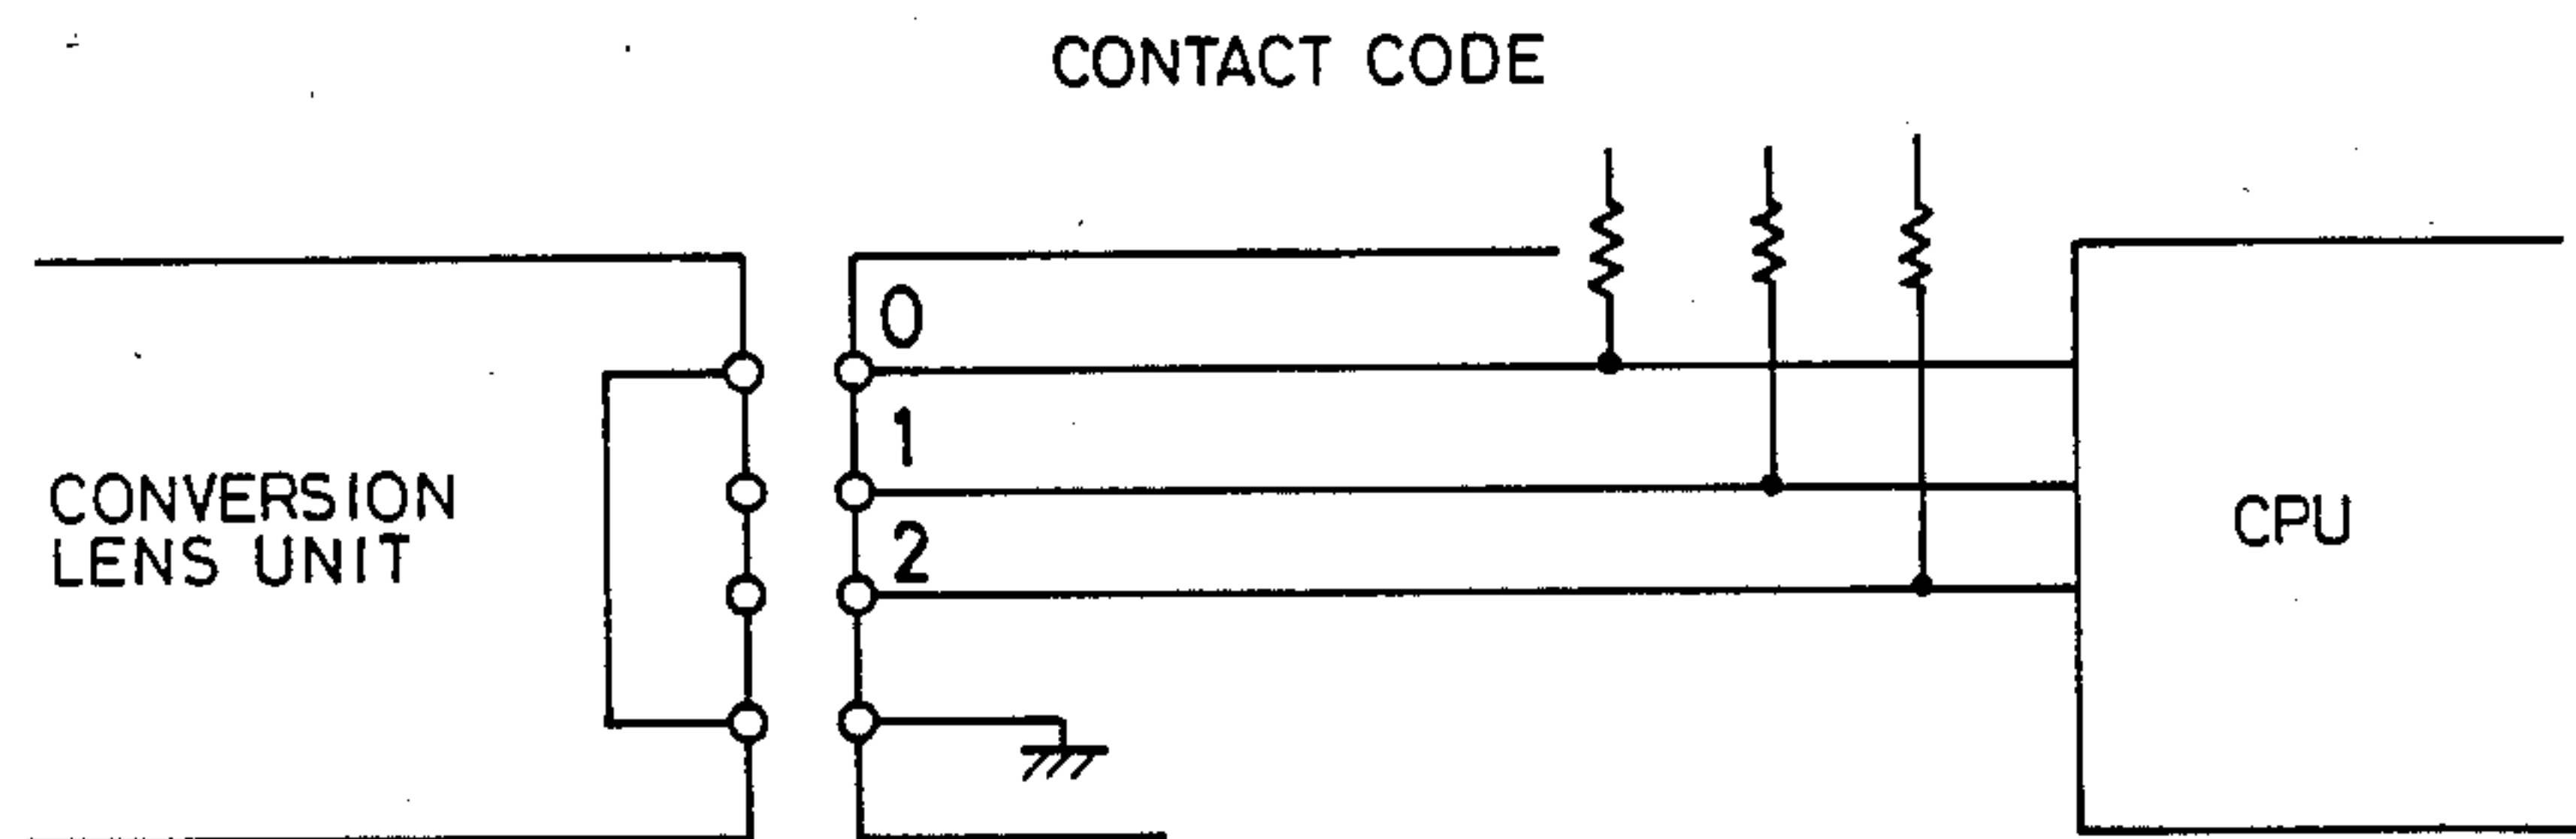 CONTACT CODE
0
1
2
CONVERSION
LENS UNIT
CPU